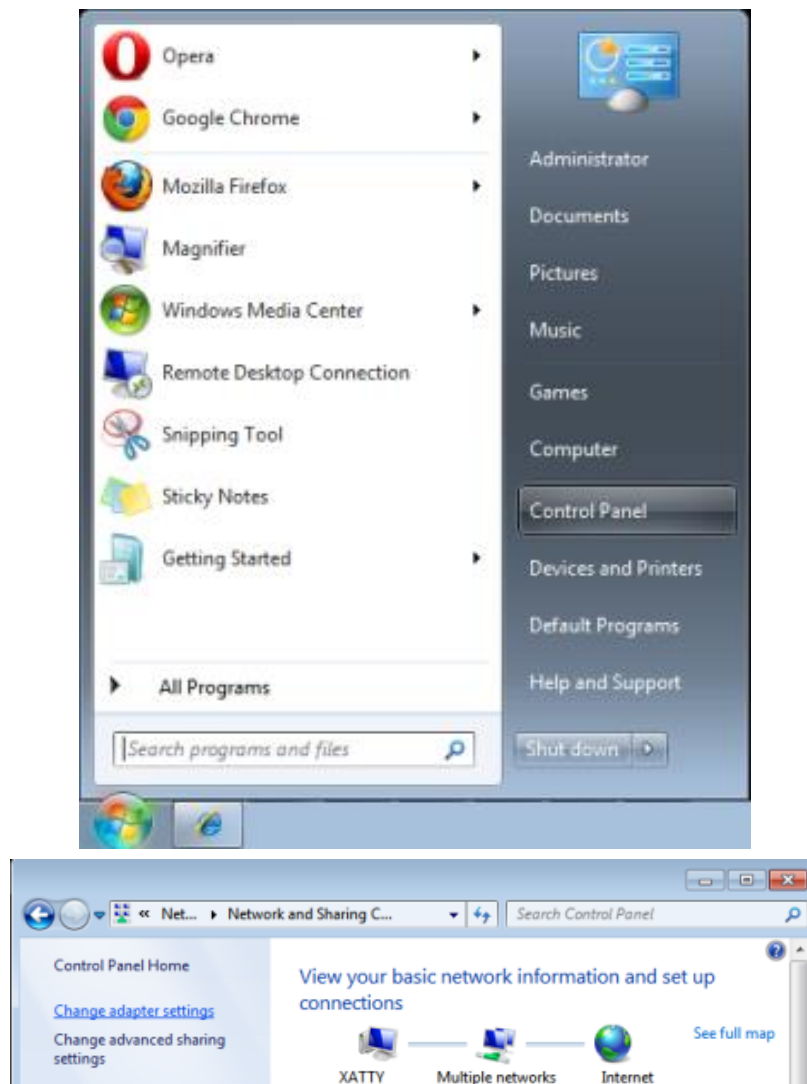 Opera
Google Chrome
Mozilla Firefox
Magnifier
Windows Media Center
Remote Desktop Connection
Snipping Tool
Sticky Notes
Getting Started
All Programs
Search programs and files
Administrator
Documents
Pictures
Music
Games
Computer
Control Panel
Devices and Printers
Default Programs
Help and Support
Shut down
« Net... Network and Sharing C...
Search Control Panel
Control Panel Home
Change adapter settings
Change advanced sharing
settings
View your basic network information and set up
connections
See full map
XATTY Multiple networks Internet